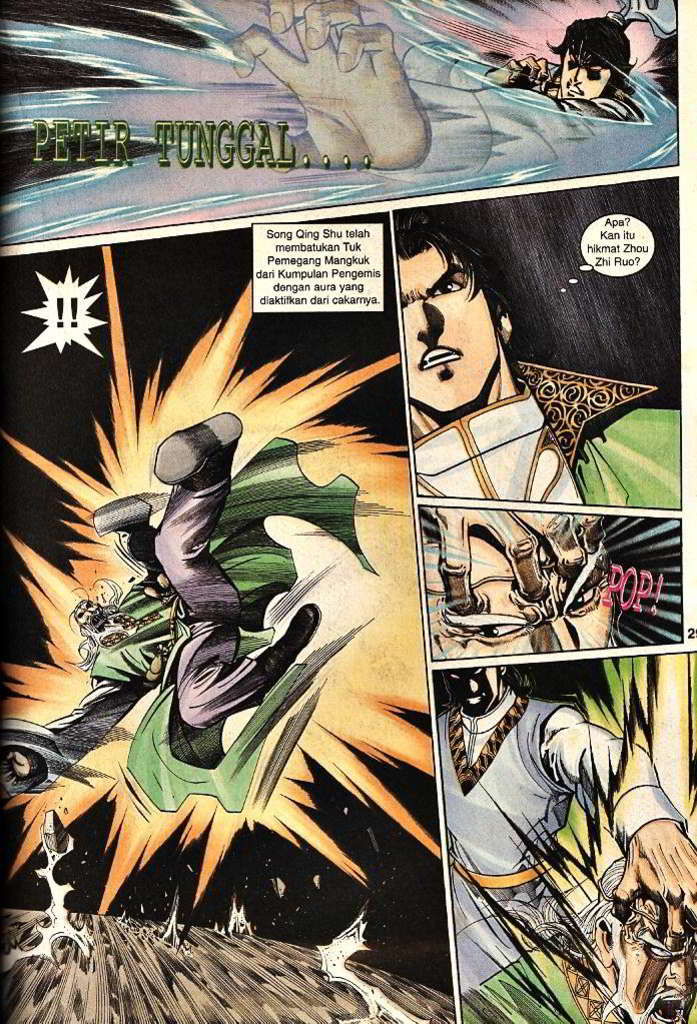 PETIR TUNGGAL....
!!
Song Qing Shu telah
membatukan Tuk
Pemegang Mangkuk
dari Kumpulan Pengemis
dengan aura yang
diaktifkan dari cakarnya.
Apa?
Kan itu
hikmat Zhou
Zhi Ruo?
POP!